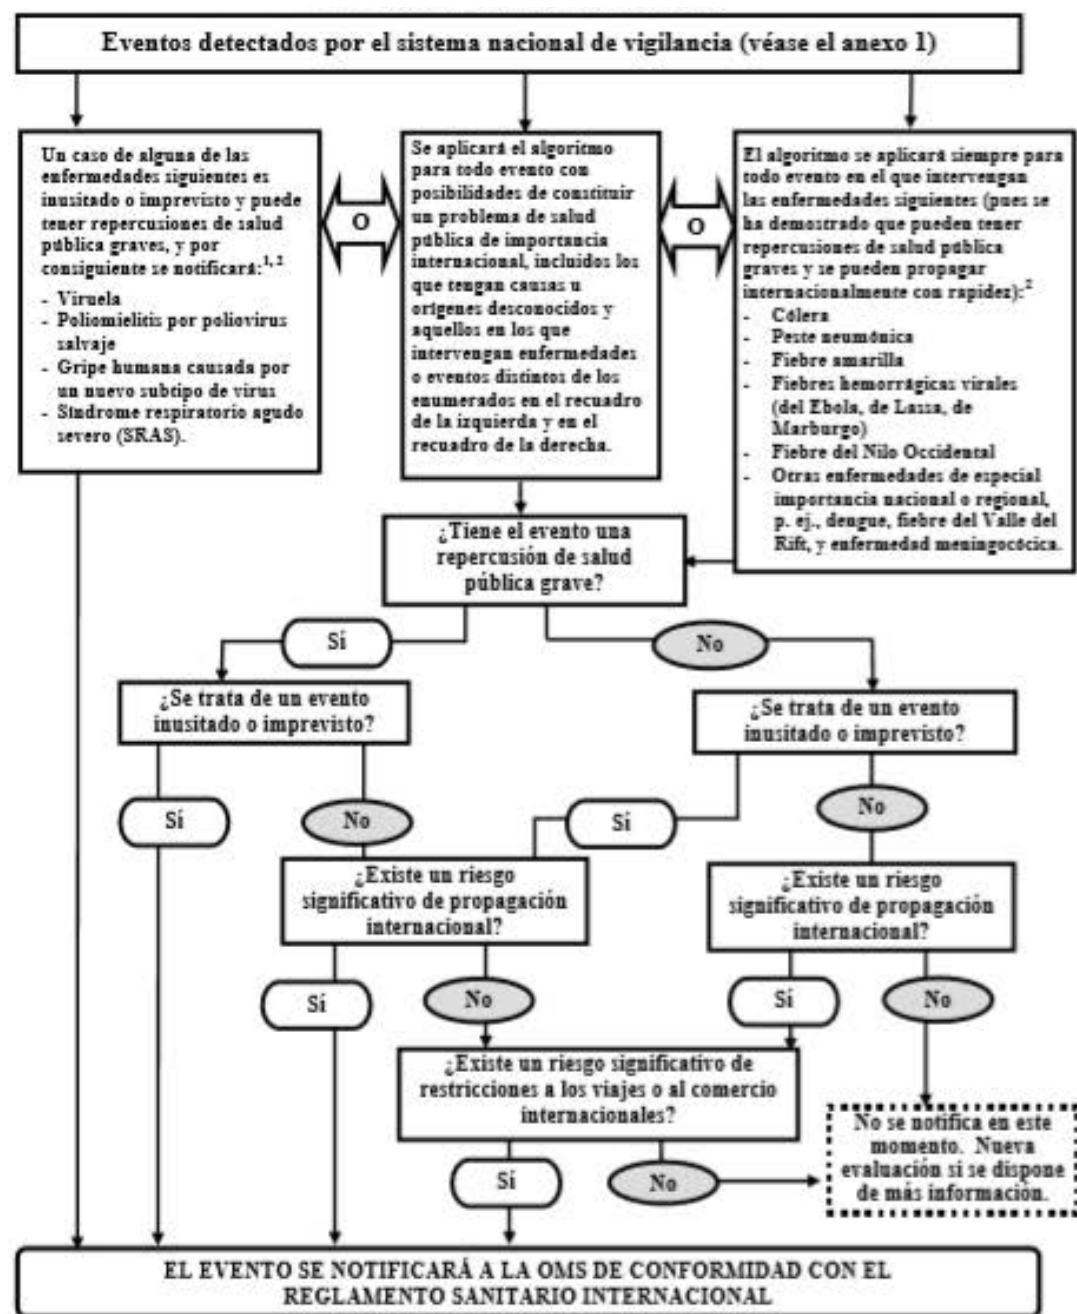 Eventos detectados por el sistema nacional de vigilancia (véase el anexo 1)
Un caso de alguna de las
enfermedades siguientes es
inusitado o imprevisto y puede
tener repercusiones de salud
pública graves, y por
consiguiente se notificará:1, 2
- Viruela
- Poliomielitis por poliovirus
salvaje
- Gripe humana causada por
un nuevo subtipo de virus
- Síndrome respiratorio agudo
severo (SRAS).
O
Se aplicará el algoritmo
para todo evento con
posibilidades de constituir
un problema de salud
pública de importancia
internacional, incluidos los
que tengan causas u
orígenes desconocidos y
aquellos en los que
intervengan enfermedades
o eventos distintos de los
enumerados en el recuadro
de la izquierda y en el
recuadro de la derecha.
O
El algoritmo se aplicará siempre para
todo evento en el que intervengan
las enfermedades siguientes (pues se
ha demostrado que pueden tener
repercusiones de salud pública
graves y se pueden propagar
internacionalmente con rapidez):2
- Cólera
- Peste neumónica
- Fiebre amarilla
- Fiebres hemorrágicas virales
(del Ebola, de Lassa, de
Marburgo)
- Fiebre del Nilo Occidental
- Otras enfermedades de especial
importancia nacional o regional,
p. ej., dengue, fiebre del Valle del
Rift, y enfermedad meningocócica.
¿Tiene el evento una
repercusión de salud
pública grave?
Sí
No
¿Se trata de un evento
inusitado o imprevisto?
¿Se trata de un evento
inusitado o imprevisto?
Sí
No
Sí
No
¿Existe un riesgo
significativo de propagación
internacional?
¿Existe un riesgo
significativo de propagación
internacional?
Sí
No
Sí
No
¿Existe un riesgo significativo de
restricciones a los viajes o al comercio
internacionales?
No se notifica en este
momento. Nueva
evaluación si se dispone
de más información.
Sí
No
EL EVENTO SE NOTIFICARÁ A LA OMS DE CONFORMIDAD CON EL
REGLAMENTO SANITARIO INTERNACIONAL